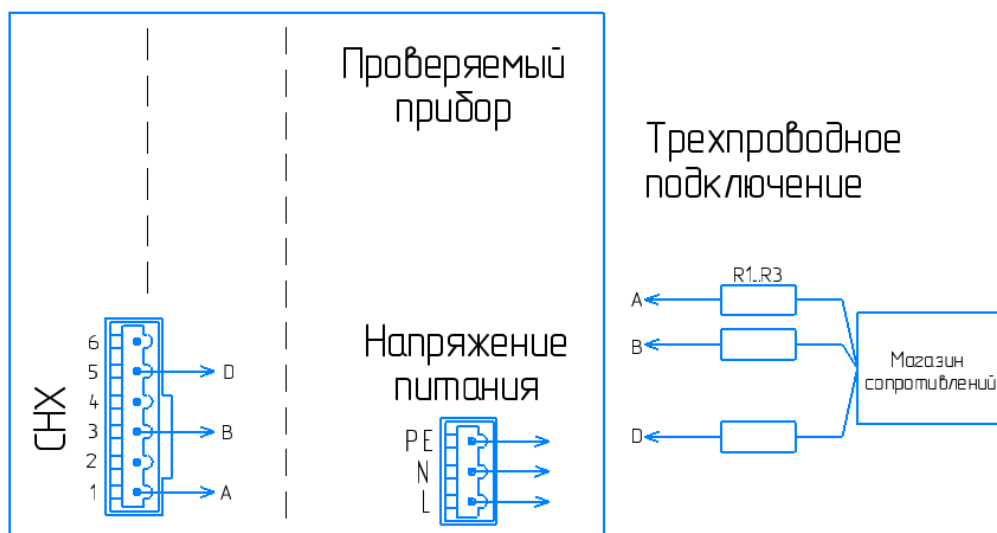 Проверяемый
прибор
Трехпроводное
подключение
R1...R3
A
B
D
Магазин
сопротивлений
CHX
6
5
4
3
2
1
D
B
A
Напряжение
питания
PE
N
L